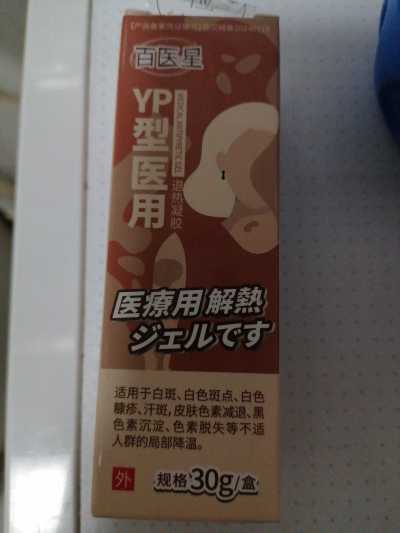 百医星
YP型医用
退热凝胶
医療用解熱
ジェルです
适用于白斑、白色斑点、白色
糠疹、汗斑,皮肤色素减退、黑
色素沉淀、色素脱失等不适
人群的局部降温。
外
规格30g/盒